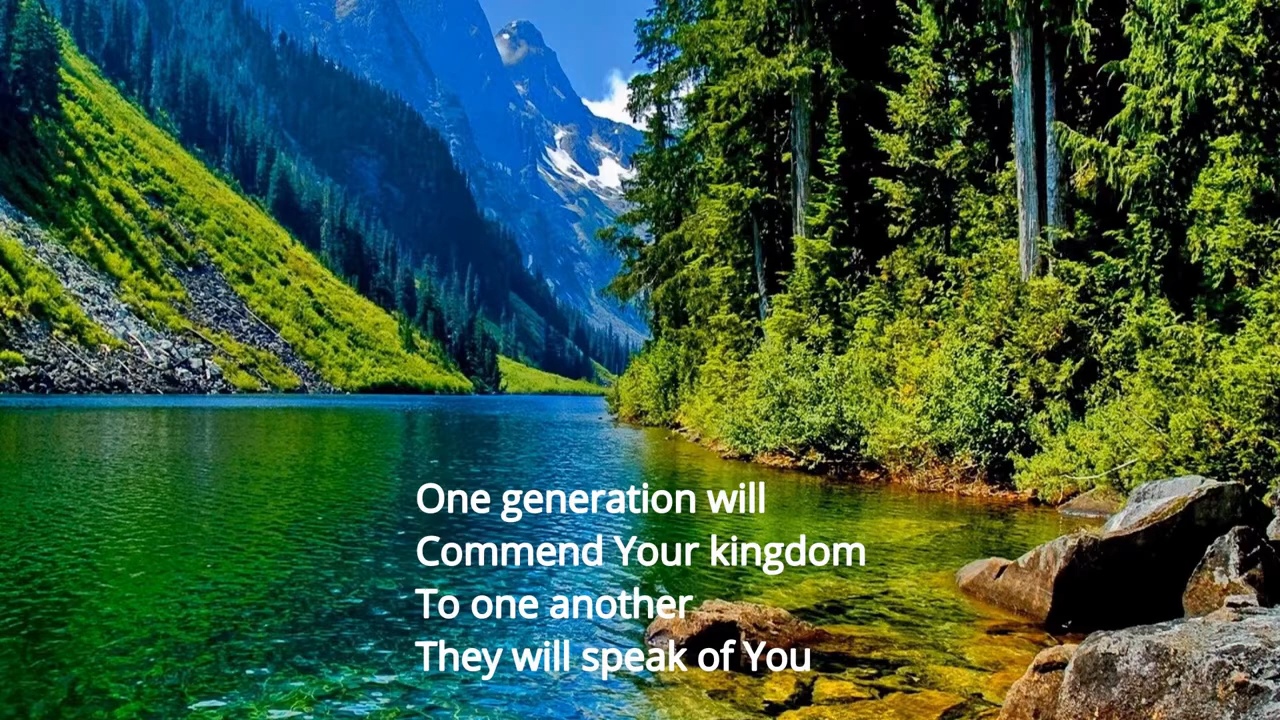 One generation will
Commend Your kingdom
To one another
They will speak of You